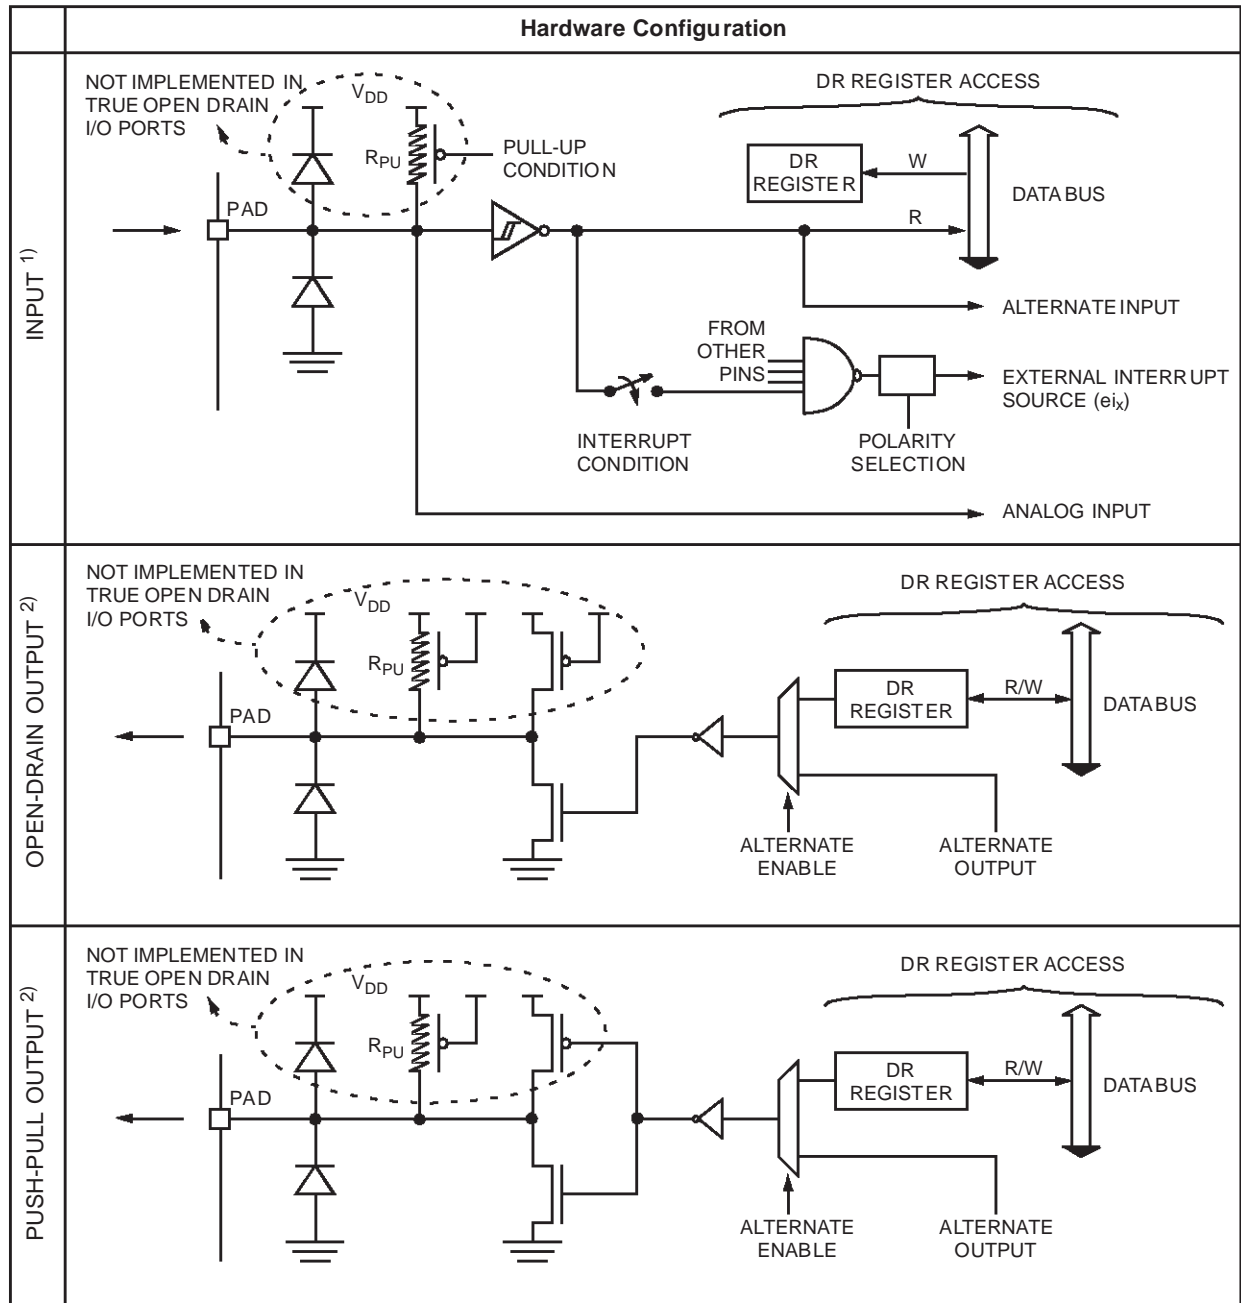 Hardware Configuration
INPUT 1)
NOT IMPLEMENTED IN
TRUE OPEN DRAIN
I/O PORTS
VDD
RPU
PULL-UP
CONDITION
PAD
DR REGISTER ACCESS
DR
REGISTER
W
R
DATA BUS
ALTERNATE INPUT
FROM
OTHER
PINS
EXTERNAL INTERRUPT
SOURCE (eix)
INTERRUPT
CONDITION
POLARITY
SELECTION
ANALOG INPUT
OPEN-DRAIN OUTPUT 2)
NOT IMPLEMENTED IN
TRUE OPEN DRAIN
I/O PORTS
VDD
RPU
PAD
DR REGISTER ACCESS
DR
REGISTER
R/W
DATA BUS
ALTERNATE
ENABLE
ALTERNATE
OUTPUT
PUSH-PULL OUTPUT 2)
NOT IMPLEMENTED IN
TRUE OPEN DRAIN
I/O PORTS
VDD
RPU
PAD
DR REGISTER ACCESS
DR
REGISTER
R/W
DATA BUS
ALTERNATE
ENABLE
ALTERNATE
OUTPUT